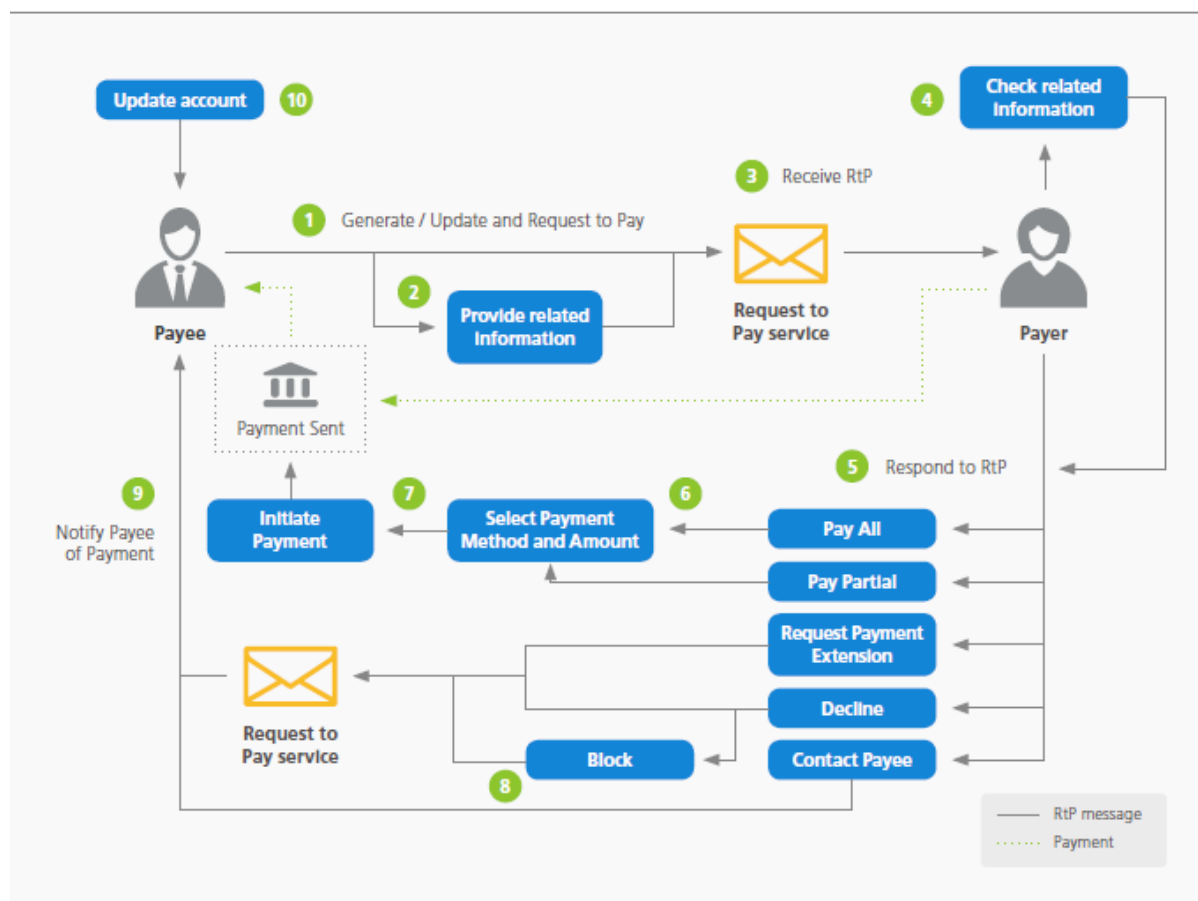 Update account
10
4
Check related
Information
3
Receive RtP
1
Generate / Update and Request to Pay
2
Provide related
Information
Payee
Request to
Pay service
Payer
Payment Sent
5
Respond to RtP
9
Notify Payee
of Payment
7
Initiate
Payment
6
Select Payment
Method and Amount
Pay All
Pay Partial
Request Payment
Extension
Decline
Contact Payee
Request to
Pay service
Block
8
RtP message
Payment